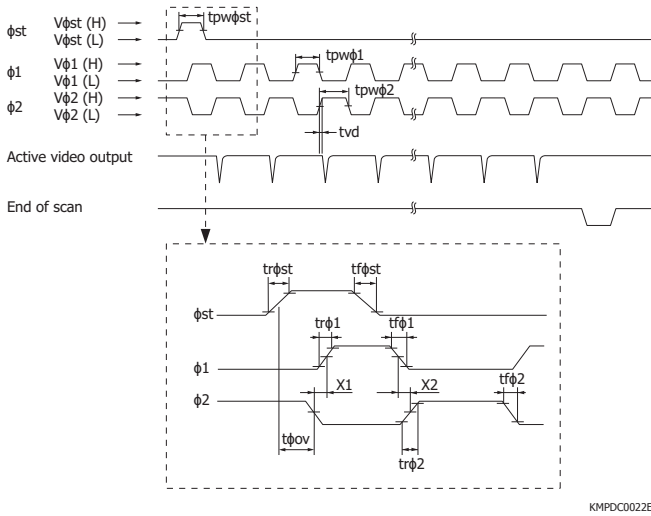 tpwϕst
ϕst
Vϕst (H)
Vϕst (L)
tpwϕ1
ϕ1
Vϕ1 (H)
Vϕ1 (L)
tpwϕ2
ϕ2
Vϕ2 (H)
Vϕ2 (L)
tvd
Active video output
End of scan
trϕst
tfϕst
ϕst
trϕ1
tfϕ1
ϕ1
X1
X2
tfϕ2
ϕ2
tϕov
trϕ2
KMPDC0022E